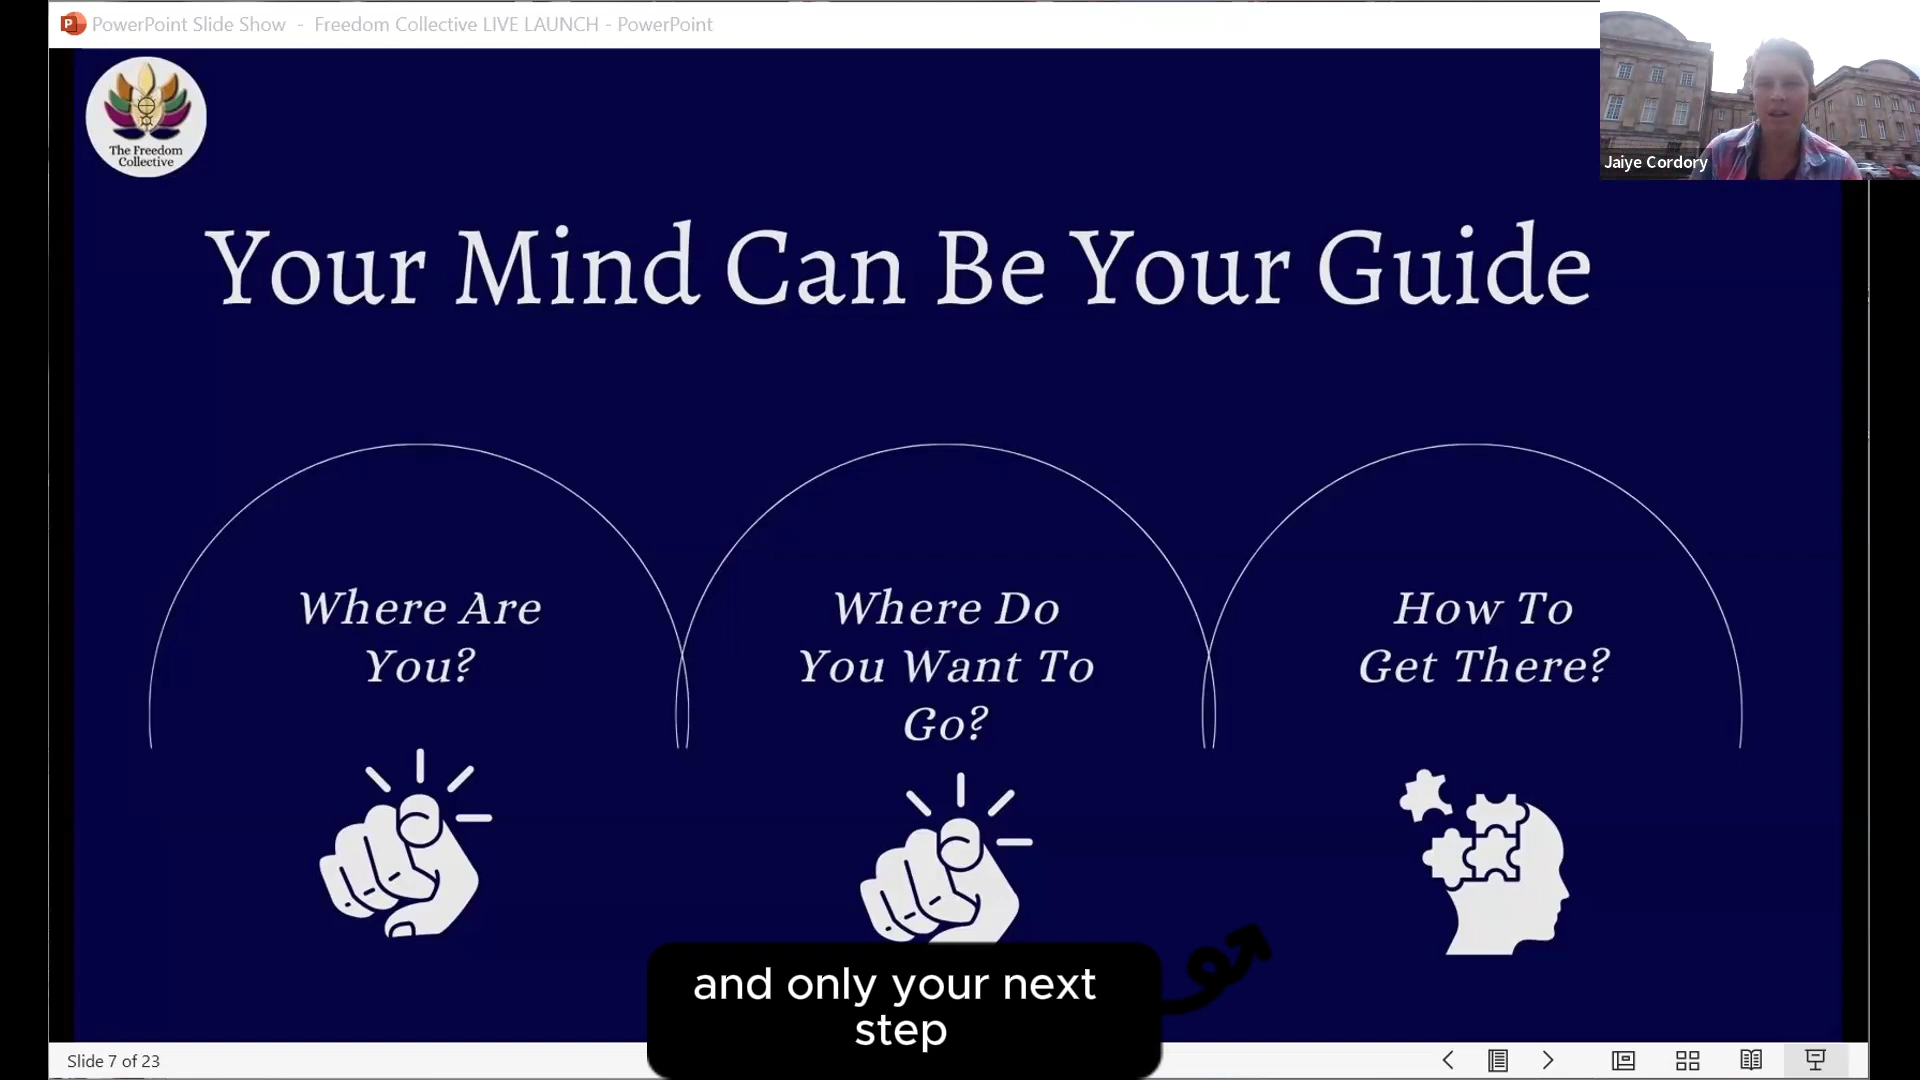 PowerPoint Slide Show - Freedom Collective LIVE LAUNCH - PowerPoint
The Freedom
Collective
Jaiye Cordory
Your Mind Can Be Your Guide
Where Are
You?
Where Do
You Want To
Go?
How To
Get There?
and only your next
step
Slide 7 of 23